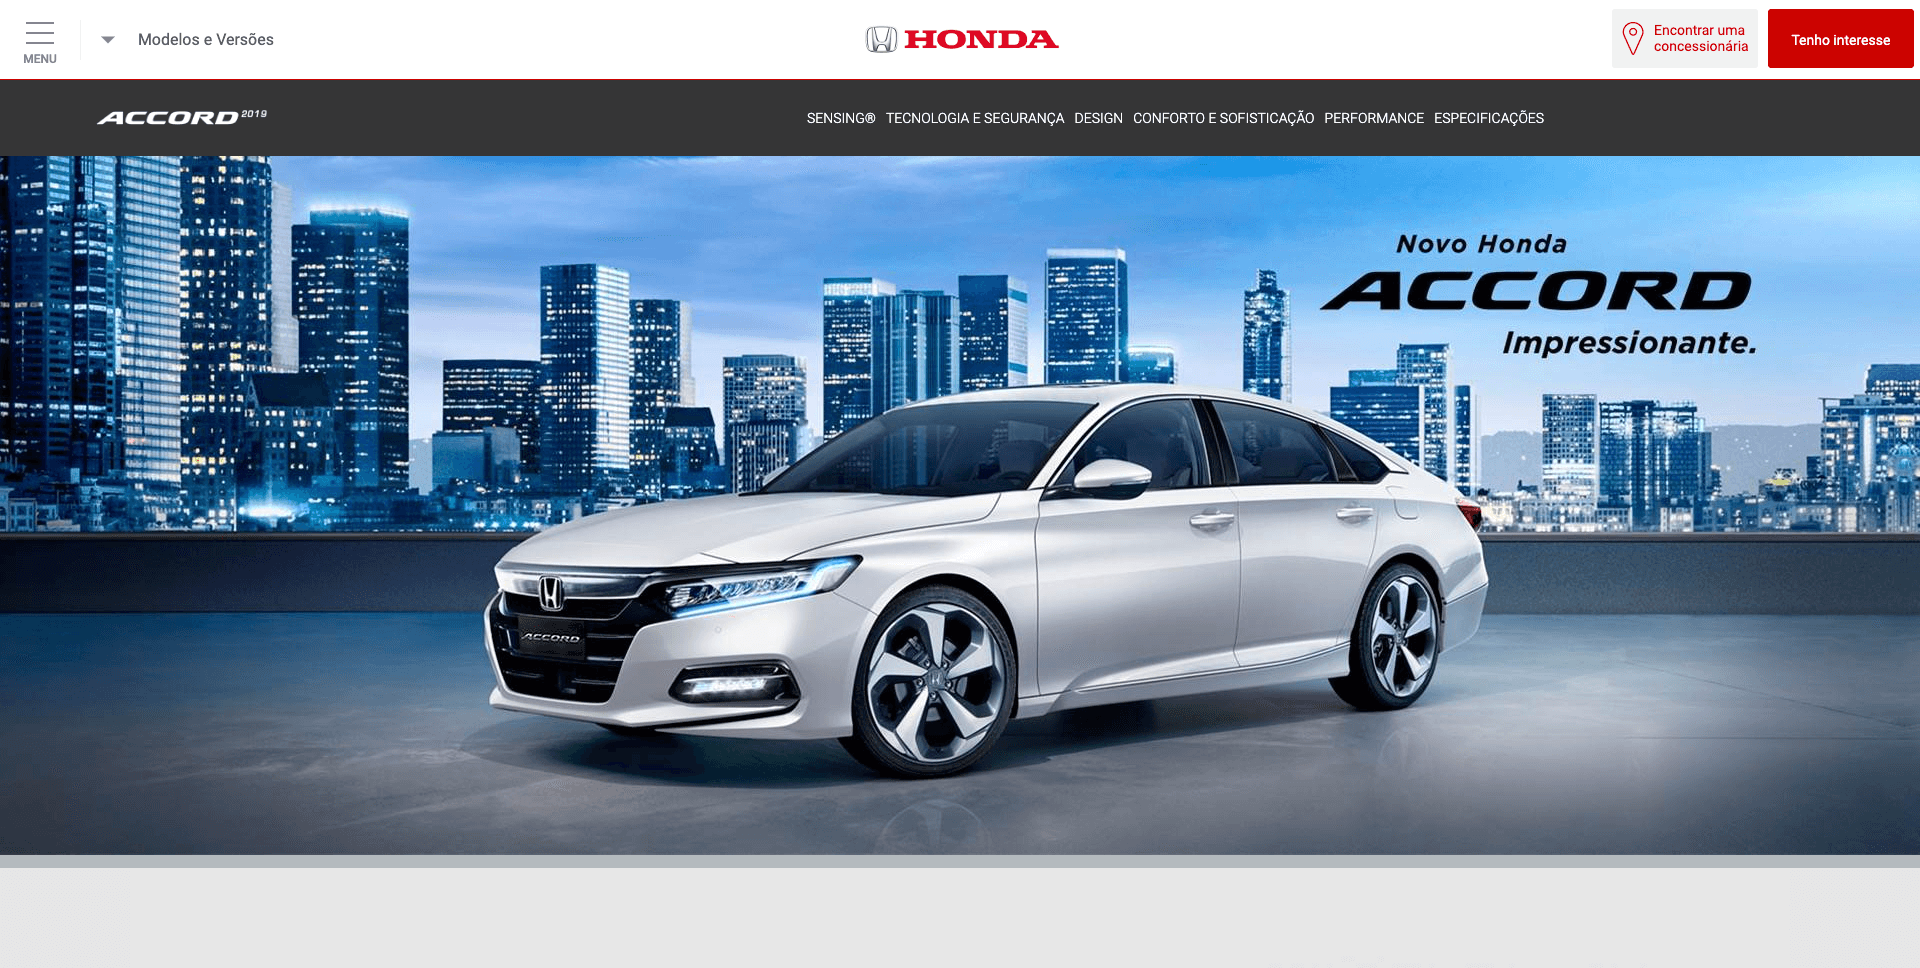 MENU
Modelos e Versões
HONDA
Encontrar uma
concessionária
Tenho interesse
ACCORD 2019
SENSING® TECNOLOGIA E SEGURANÇA DESIGN CONFORTO E SOFISTICAÇÃO PERFORMANCE ESPECIFICAÇÕES
Novo Honda
ACCORD
Impressionante.
ACCORD